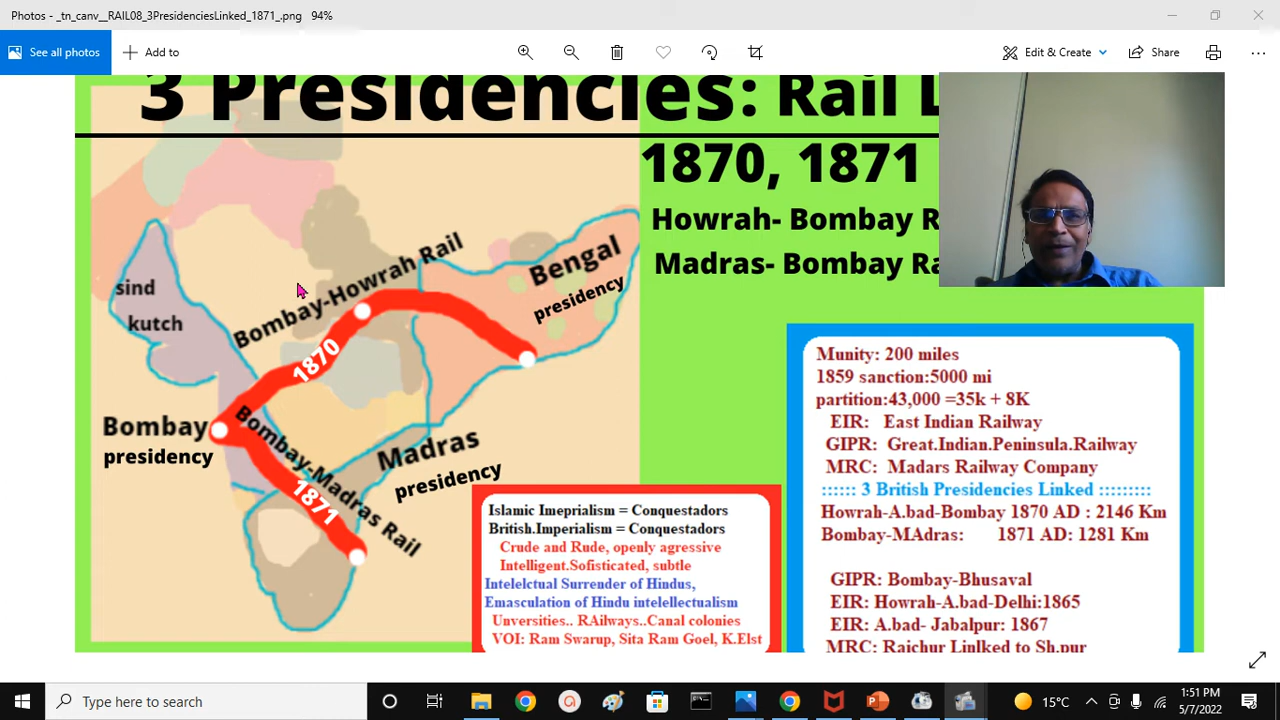 Photos - _tn_canv__RAIL08_3PresidenciesLinked_1871_.png 94%
See all photos
Add to
Edit & Create
Share
3 Presidencies: Rail L
1870, 1871
Howrah- Bombay R
Madras- Bombay Ra
sind
kutch
Bombay-Howrah Rail
1870
Bengal
presidency
Bombay
presidency
Bombay-Madras Rail
1871
Madras
presidency
Munity: 200 miles
1859 sanction:5000 mi
partition:43,000 =35k + 8K
EIR: East Indian Railway
GIPR: Great.Indian.Peninsula.Railway
MRC: Madars Railway Company
:::::: 3 British Presidencies Linked :::::::::
Howrah-A.bad-Bombay 1870 AD : 2146 Km
Bombay-MAdras: 1871 AD: 1281 Km
GIPR: Bombay-Bhusaval
EIR: Howrah-A.bad-Delhi:1865
EIR: A.bad- Jabalpur: 1867
MRC: Raichur Linlked to Sh.pur
Islamic Imeprialism = Conquestadors
British.Imperialism = Conquestadors
Crude and Rude, openly agressive
Intelligent.Sofisticated, subtle
Intelelctual Surrender of Hindus,
Emasculation of Hindu intelellectualism
Unversities.. RAilways..Canal colonies
VOI: Ram Swarup, Sita Ram Goel, K.Elst
Type here to search
15°C
1:51 PM
5/7/2022